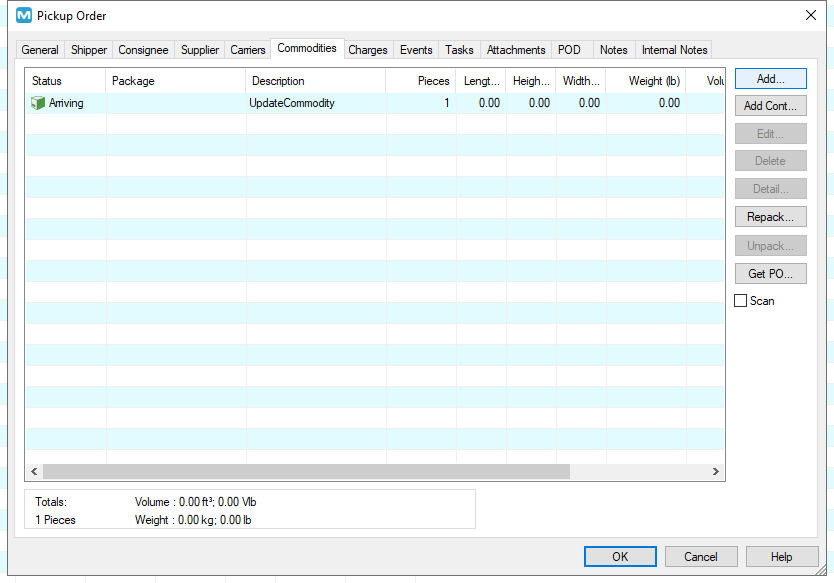 M Pickup Order
General Shipper Consignee Supplier Carriers Commodities Charges Events Tasks Attachments POD Notes Internal Notes
Status Package Description Pieces Lengt... Heigh... Width... Weight (lb) Volu
Arriving UpdateCommodity 1 0.00 0.00 0.00 0.00
Add...
Add Cont...
Edit...
Delete
Detail...
Repack...
Unpack...
Get PO...
Scan
Totals: Volume : 0.00 ft³; 0.00 Vlb
1 Pieces Weight : 0.00 kg; 0.00 lb
OK Cancel Help